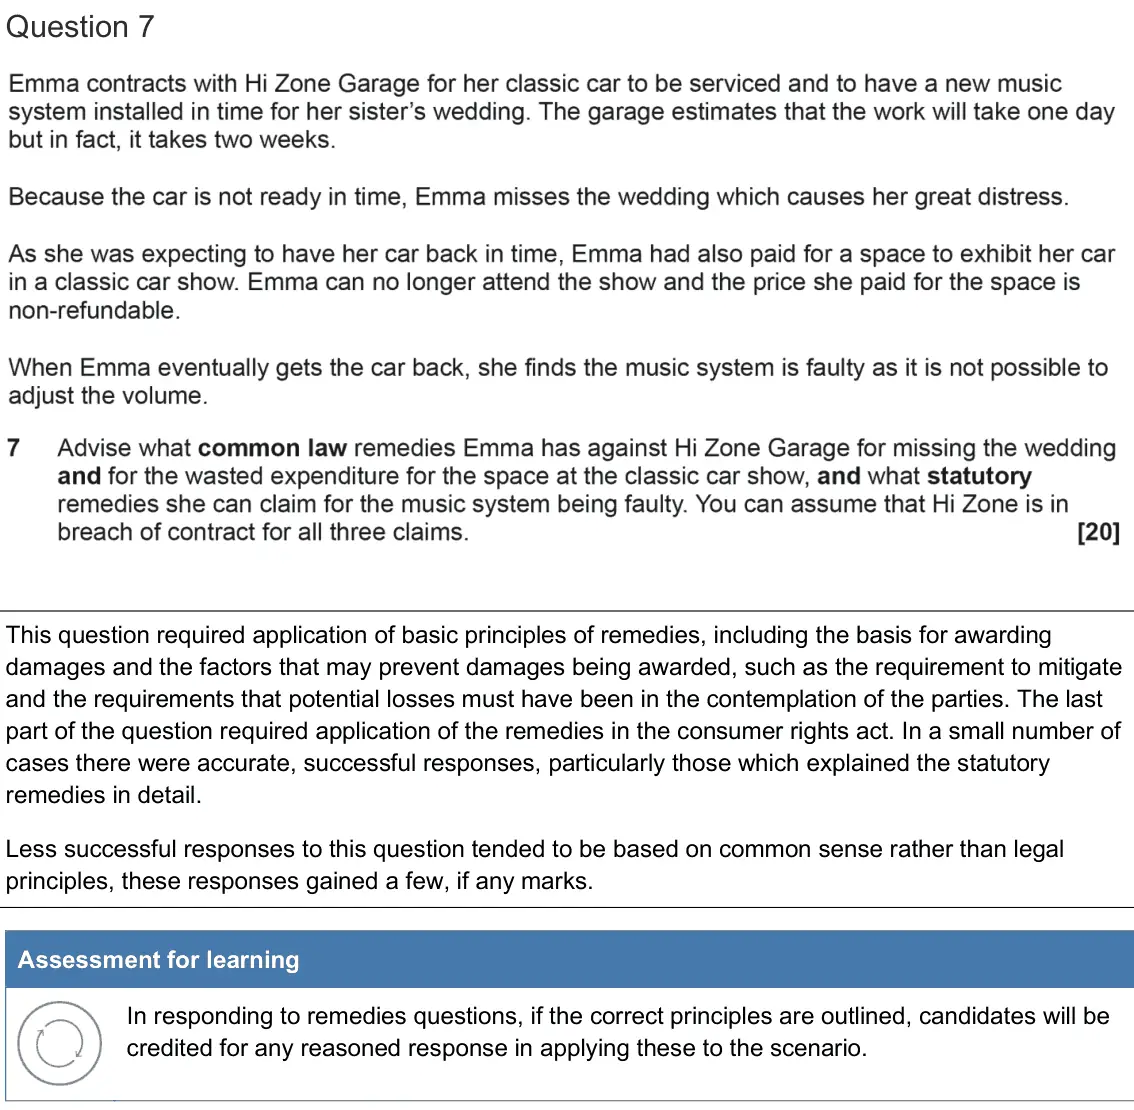 Question 7
Emma contracts with Hi Zone Garage for her classic car to be serviced and to have a new music
system installed in time for her sister's wedding. The garage estimates that the work will take one day
but in fact, it takes two weeks.
Because the car is not ready in time, Emma misses the wedding which causes her great distress.
As she was expecting to have her car back in time, Emma had also paid for a space to exhibit her car
in a classic car show. Emma can no longer attend the show and the price she paid for the space is
non-refundable.
When Emma eventually gets the car back, she finds the music system is faulty as it is not possible to
adjust the volume.
7 Advise what common law remedies Emma has against Hi Zone Garage for missing the wedding
and for the wasted expenditure for the space at the classic car show, and what statutory
remedies she can claim for the music system being faulty. You can assume that Hi Zone is in
breach of contract for all three claims. [20]
This question required application of basic principles of remedies, including the basis for awarding
damages and the factors that may prevent damages being awarded, such as the requirement to mitigate
and the requirements that potential losses must have been in the contemplation of the parties. The last
part of the question required application of the remedies in the consumer rights act. In a small number of
cases there were accurate, successful responses, particularly those which explained the statutory
remedies in detail.
Less successful responses to this question tended to be based on common sense rather than legal
principles, these responses gained a few, if any marks.
Assessment for learning
In responding to remedies questions, if the correct principles are outlined, candidates will be
credited for any reasoned response in applying these to the scenario.